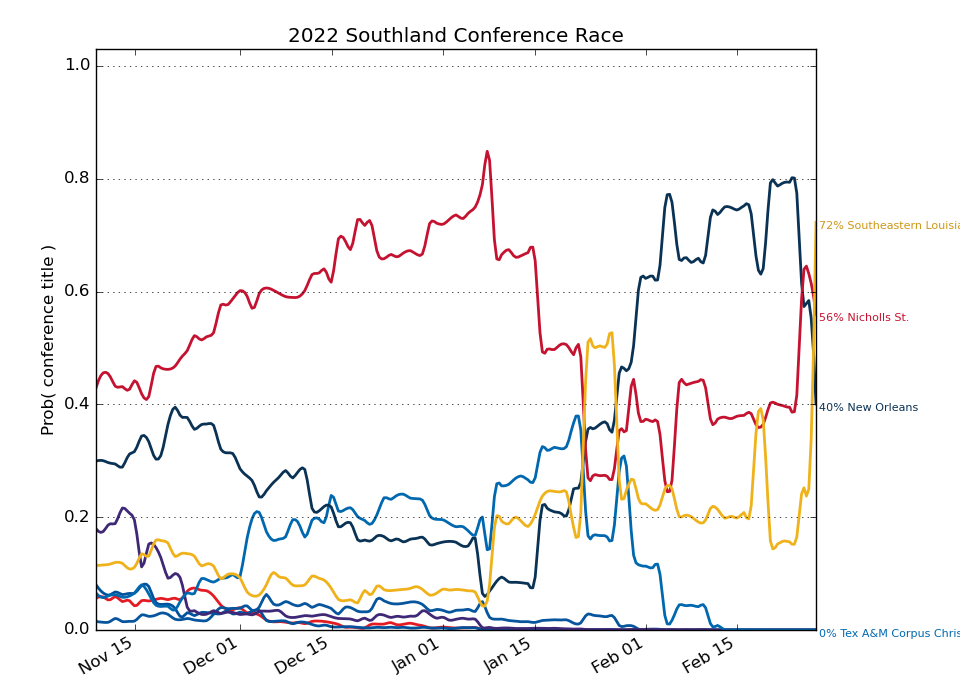 2022 Southland Conference Race
Prob( conference title )
1.0
0.8
0.6
0.4
0.2
0.0
72% Southeastern Louisia
56% Nicholls St.
40% New Orleans
0% Tex A&M Corpus Chris
Nov 15
Dec 01
Dec 15
Jan 01
Jan 15
Feb 01
Feb 15